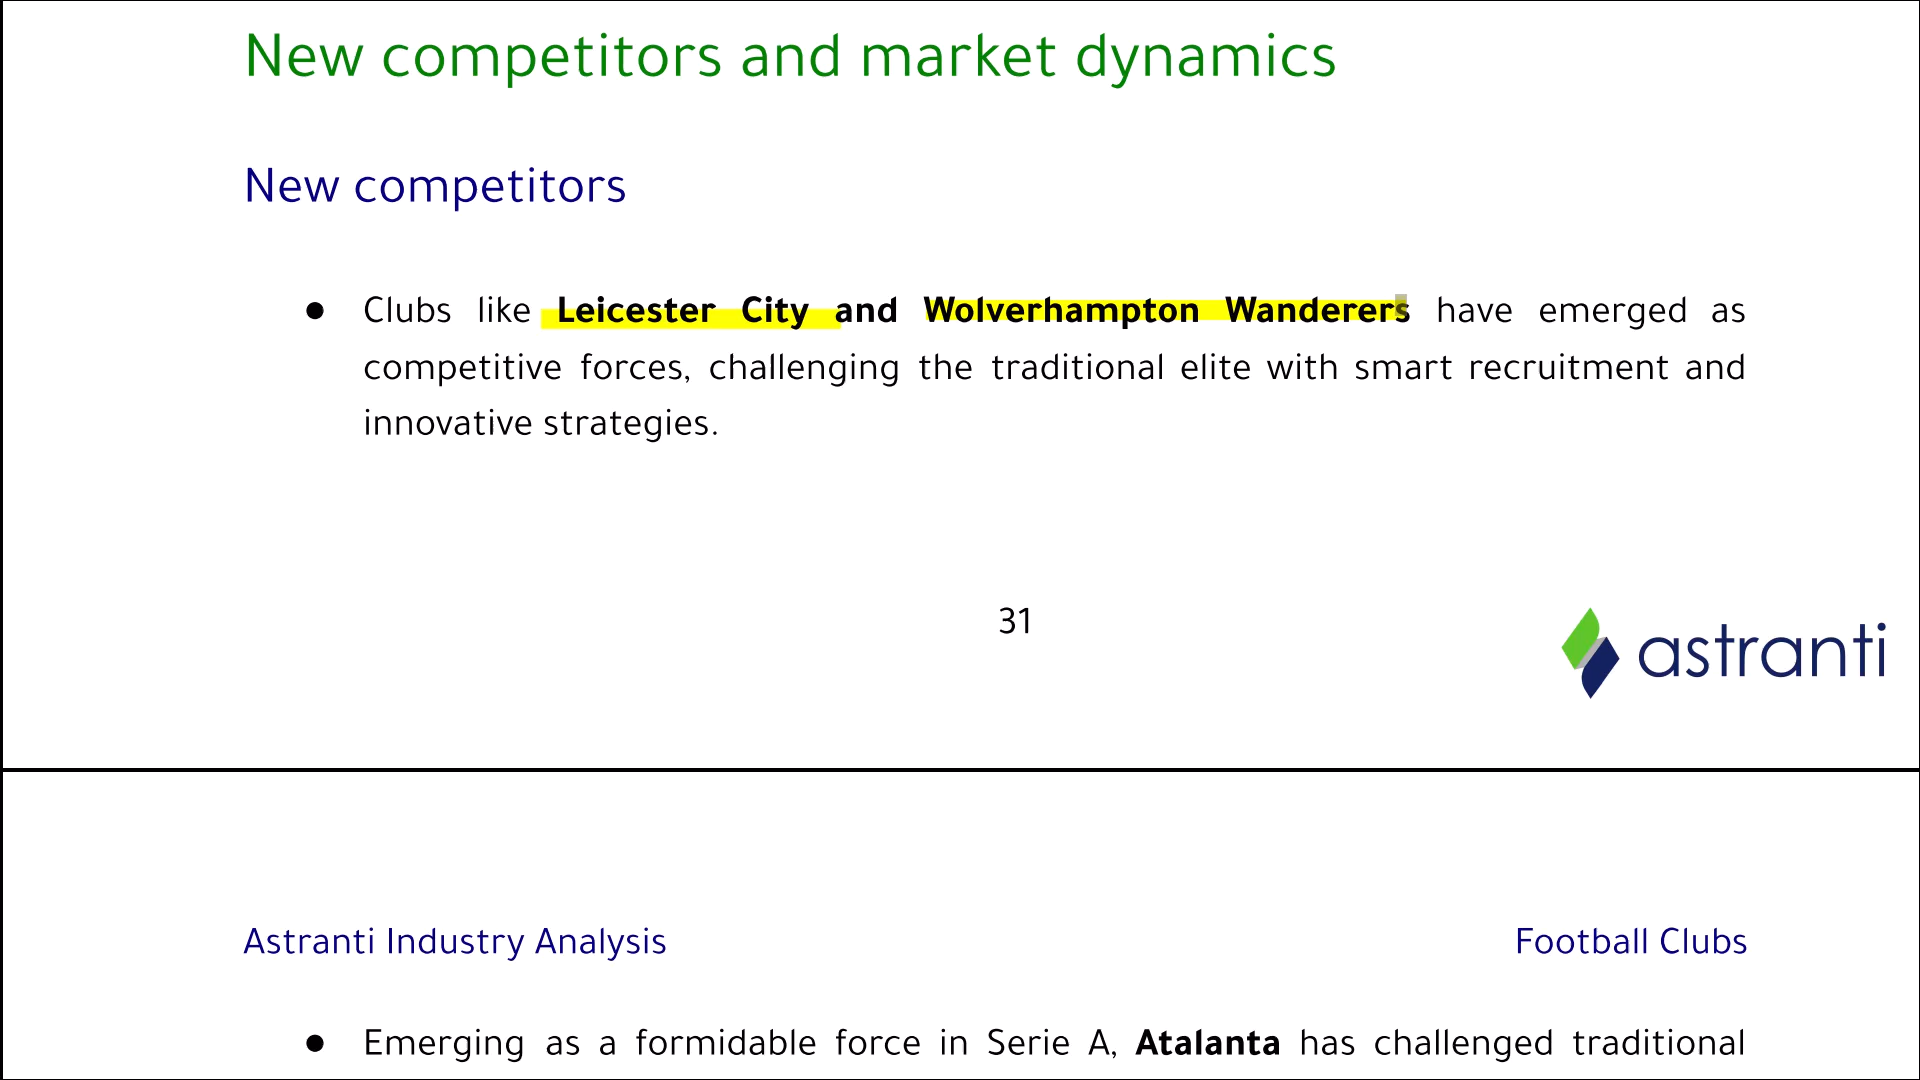 New competitors and market dynamics
New competitors
● Clubs like Leicester City and Wolverhampton Wanderers have emerged as
competitive forces, challenging the traditional elite with smart recruitment and
innovative strategies.
31
astranti
Astranti Industry Analysis
Football Clubs
● Emerging as a formidable force in Serie A, Atalanta has challenged traditional